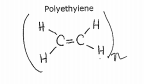 Polyethylene
H H
C=C
H H
n